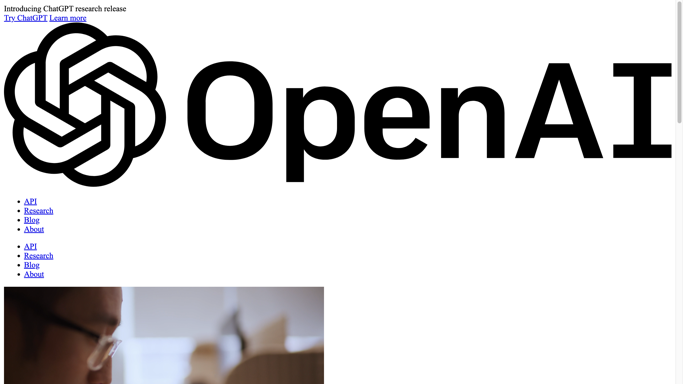 Introducing ChatGPT research release
Try ChatGPT Learn more
OpenAI
API
Research
Blog
About
API
Research
Blog
About